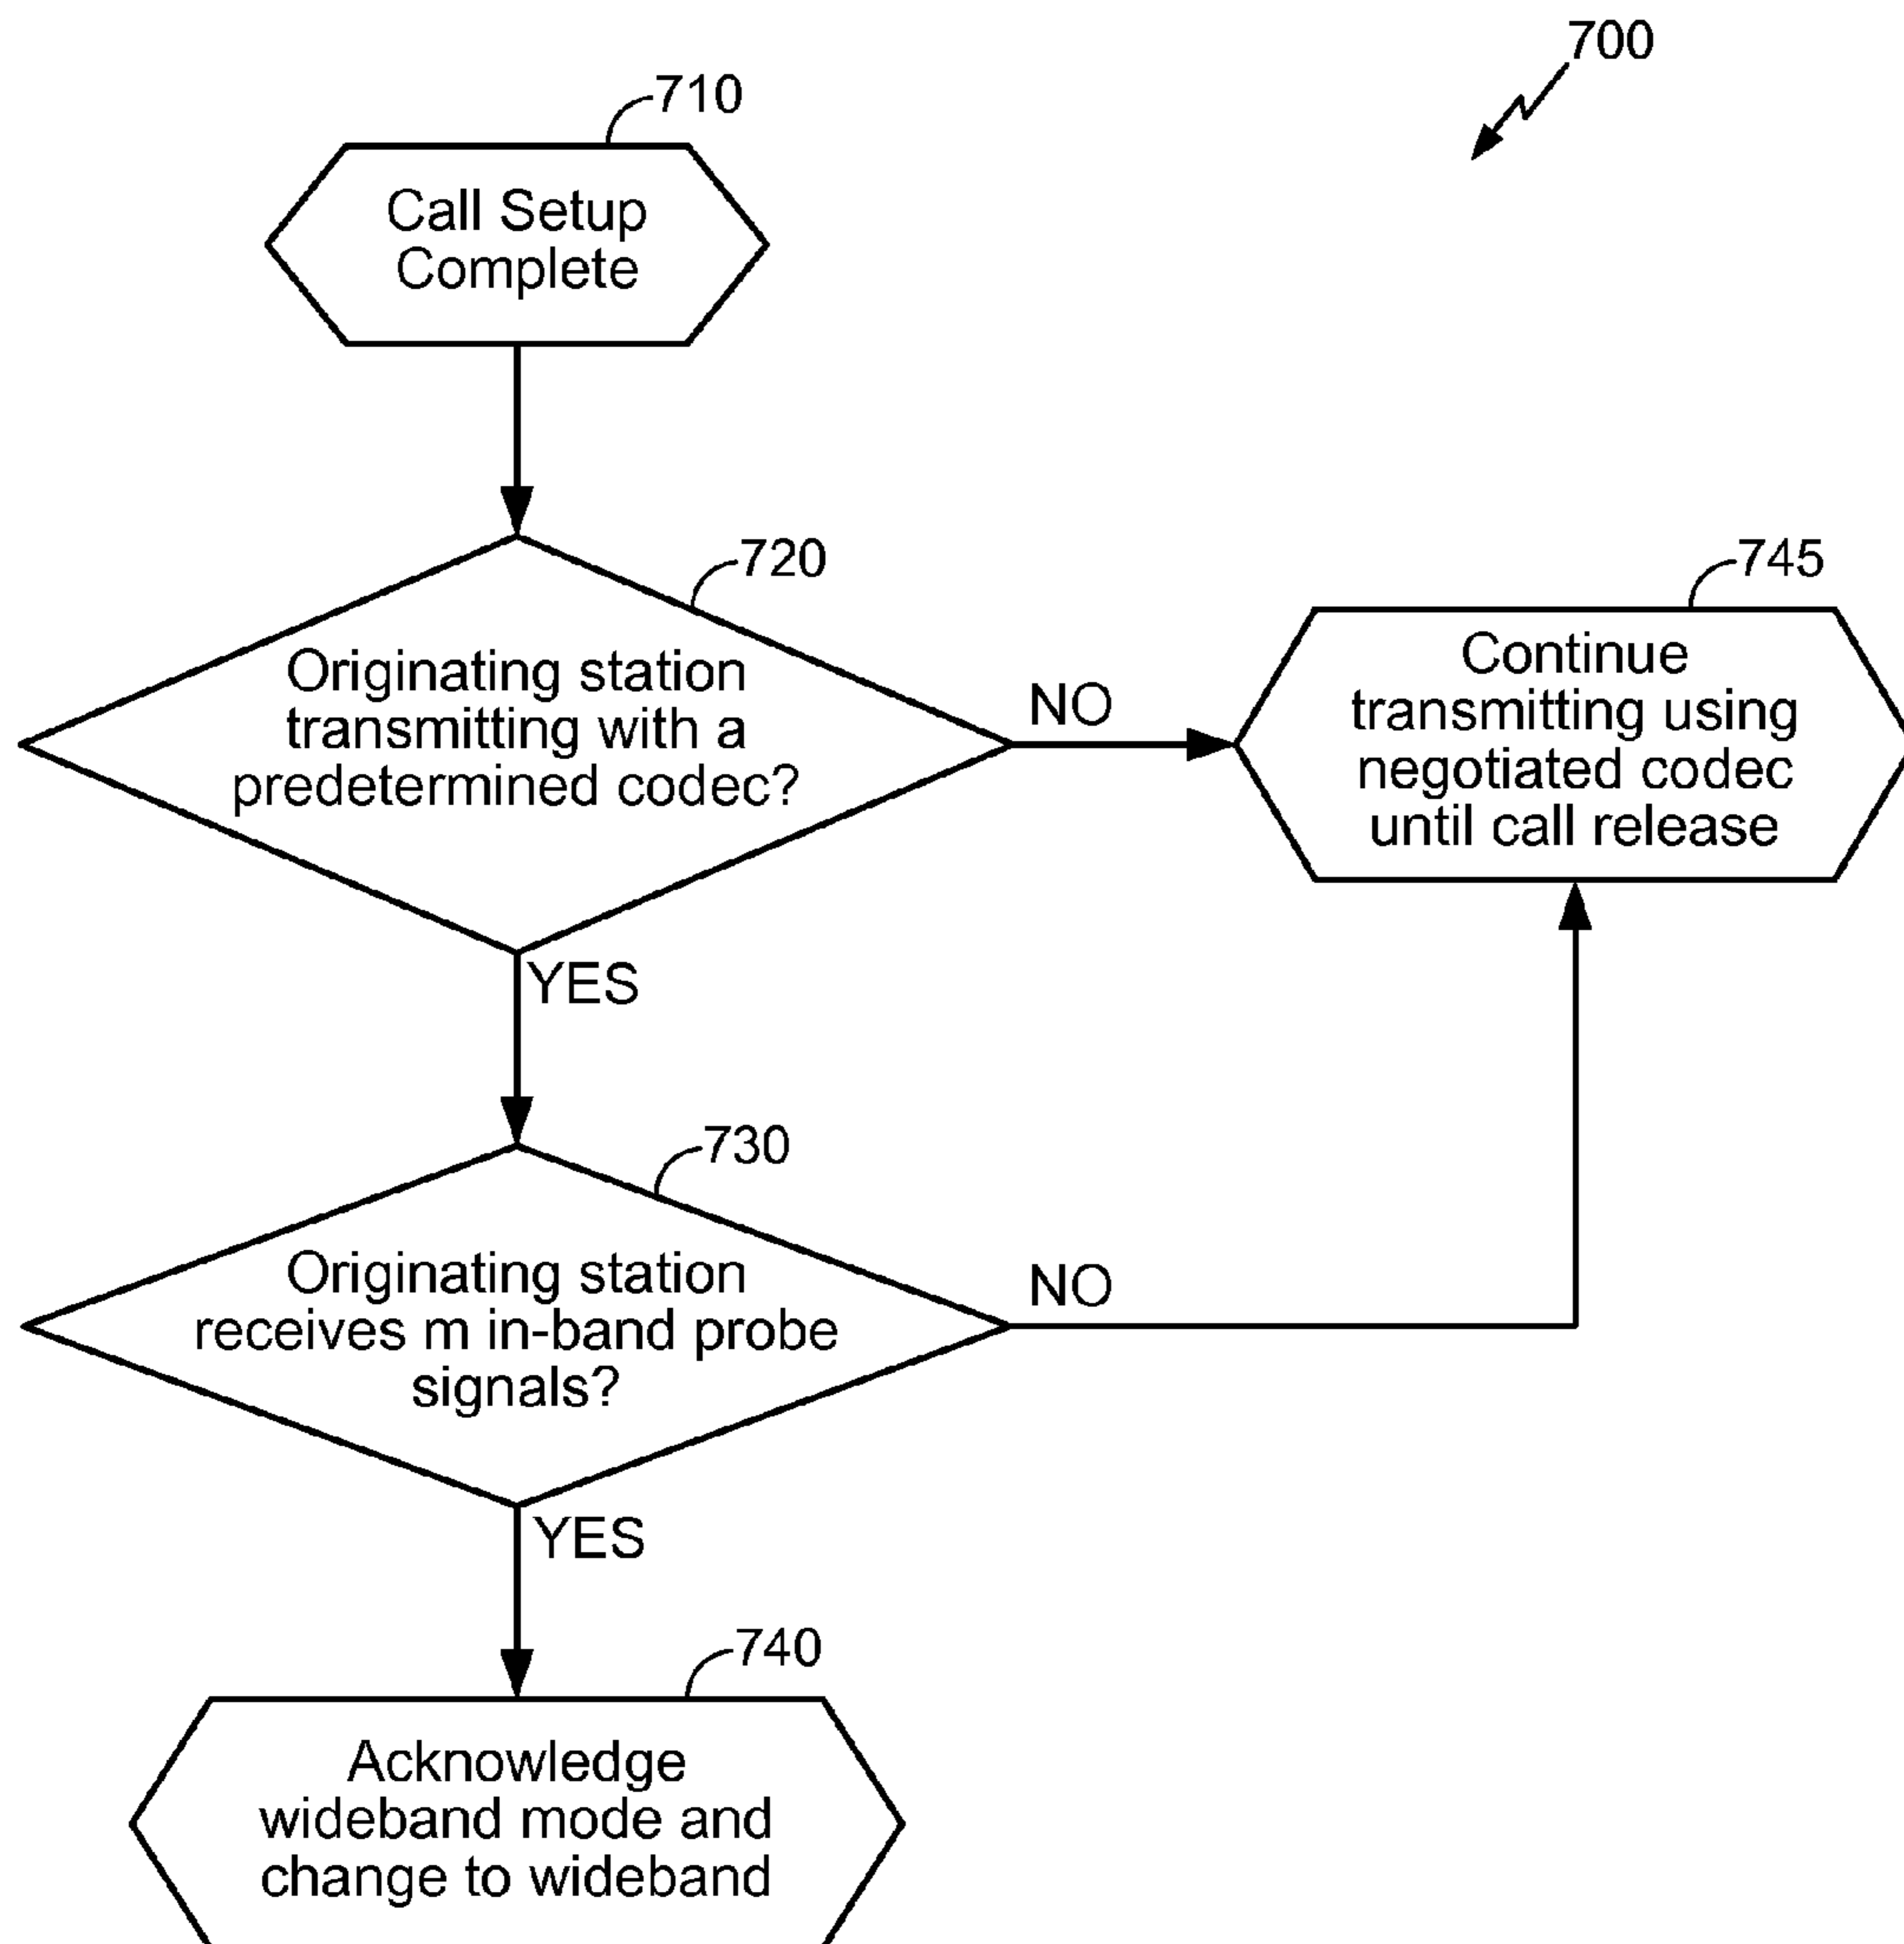 700
710
Call Setup
Complete
720
Originating station
transmitting with a
predetermined codec?
NO
745
Continue
transmitting using
negotiated codec
until call release
YES
730
Originating station
receives m in-band probe
signals?
NO
YES
740
Acknowledge
wideband mode and
change to wideband